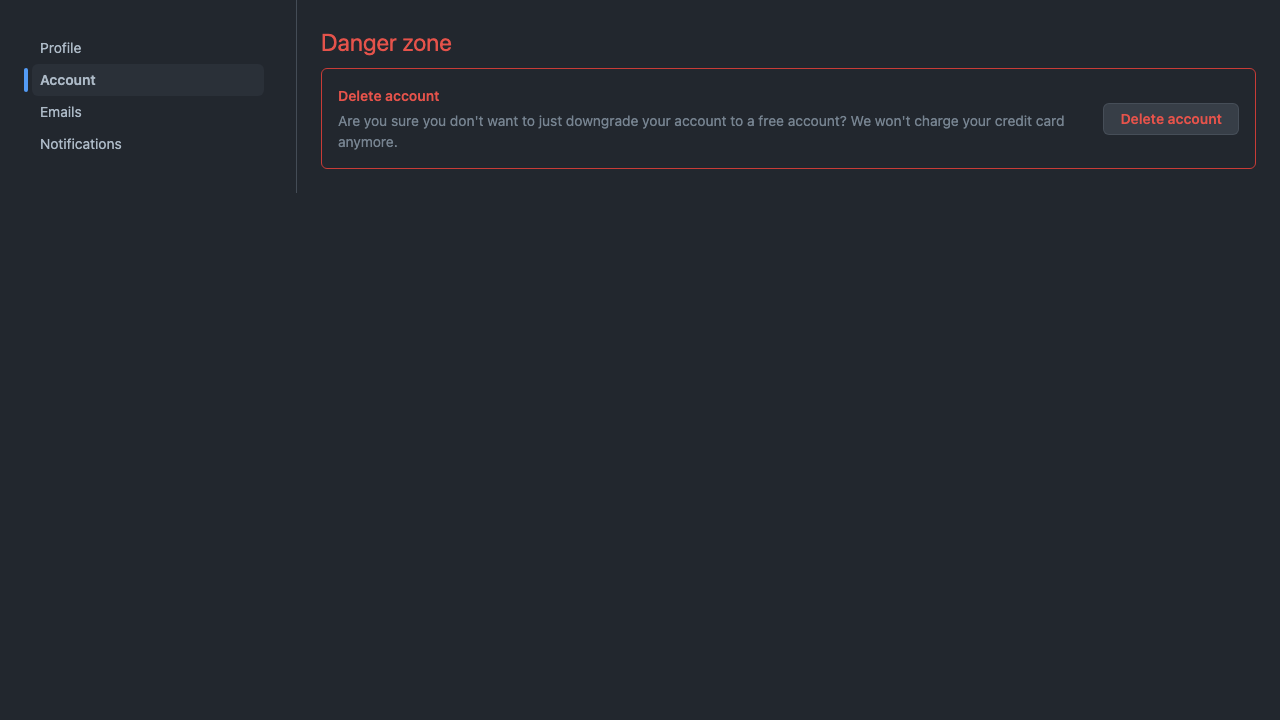 Profile
Account
Emails
Notifications
Danger zone
Delete account
Are you sure you don't want to just downgrade your account to a free account? We won't charge your credit card
anymore.
Delete account